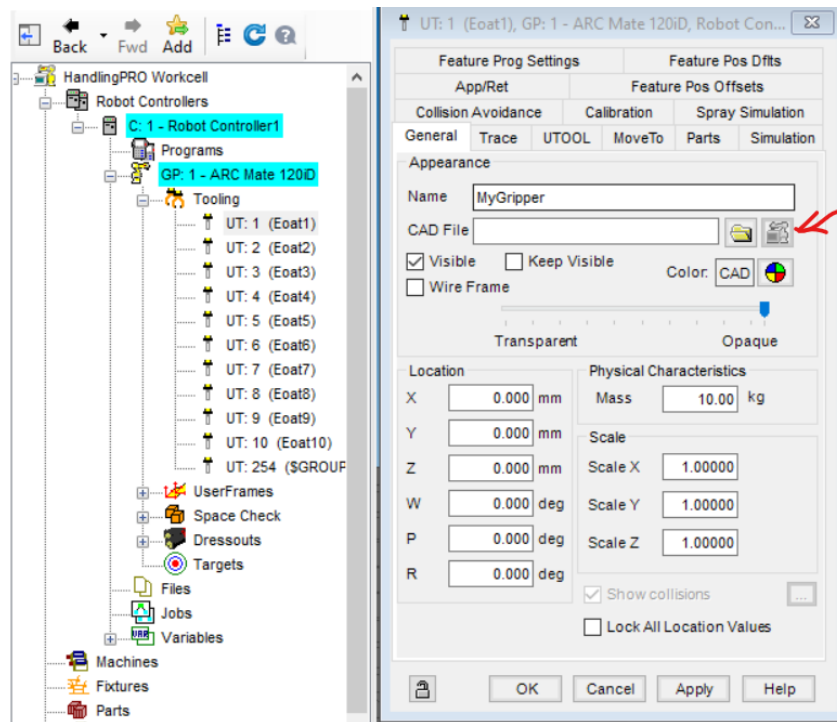 Back
Fwd
Add
HandlingPRO Workcell
Robot Controllers
C: 1 - Robot Controller1
Programs
GP: 1 - ARC Mate 120iD
Tooling
UT: 1 (Eoat1)
UT: 2 (Eoat2)
UT: 3 (Eoat3)
UT: 4 (Eoat4)
UT: 5 (Eoat5)
UT: 6 (Eoat6)
UT: 7 (Eoat7)
UT: 8 (Eoat8)
UT: 9 (Eoat9)
UT: 10 (Eoat10)
UT: 254 ($GROUP
UserFrames
Space Check
Dressouts
Targets
Files
Jobs
Variables
Machines
Fixtures
Parts
UT: 1 (Eoat1), GP: 1 - ARC Mate 120iD, Robot Con...
Feature Prog Settings Feature Pos Dflts
App/Ret Feature Pos Offsets
Collision Avoidance Calibration Spray Simulation
General Trace UTOOL MoveTo Parts Simulation
Appearance
Name MyGripper
CAD File
Visible Keep Visible
Color: CAD
Wire Frame
Transparent Opaque
Location
X 0.000 mm
Y 0.000 mm
Z 0.000 mm
W 0.000 deg
P 0.000 deg
R 0.000 deg
Physical Characteristics
Mass 10.00 kg
Scale
Scale X 1.00000
Scale Y 1.00000
Scale Z 1.00000
Show collisions ...
Lock All Location Values
OK Cancel Apply Help